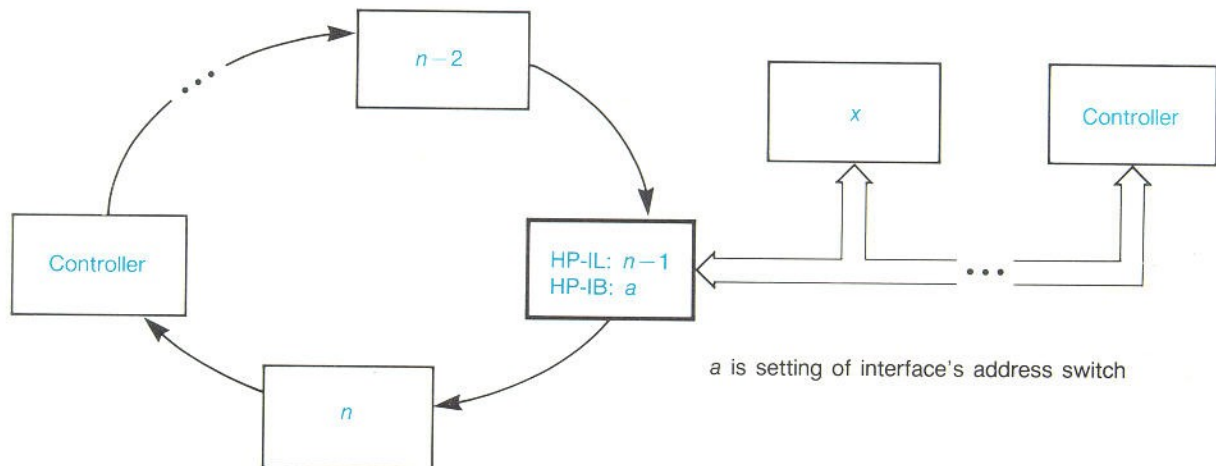 n−2
x
Controller
Controller
HP-IL: n−1
HP-IB: a
a is setting of interface's address switch
n